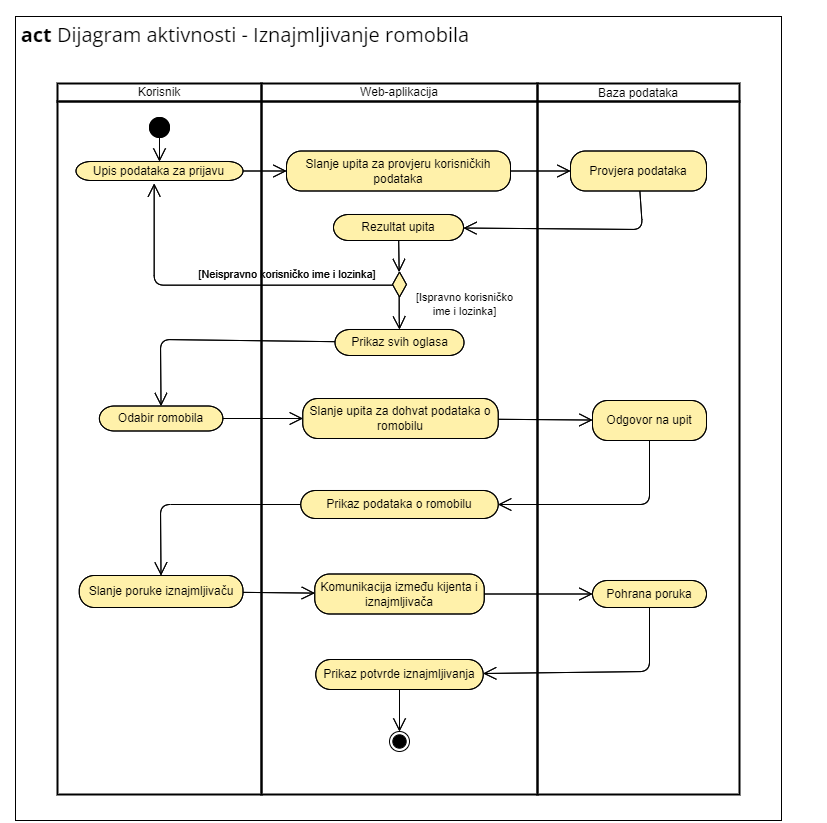 act Dijagram aktivnosti - Iznajmljivanje romobila
Korisnik
Web-aplikacija
Baza podataka
Upis podataka za prijavu
Slanje upita za provjeru korisničkih
podataka
Provjera podataka
Rezultat upita
[Neispravno korisničko ime i lozinka]
[Ispravno korisničko
ime i lozinka]
Prikaz svih oglasa
Odabir romobila
Slanje upita za dohvat podataka o
romobilu
Odgovor na upit
Prikaz podataka o romobilu
Slanje poruke iznajmljivaču
Komunikacija između kijenta i
iznajmljivača
Pohrana poruka
Prikaz potvrde iznajmljivanja